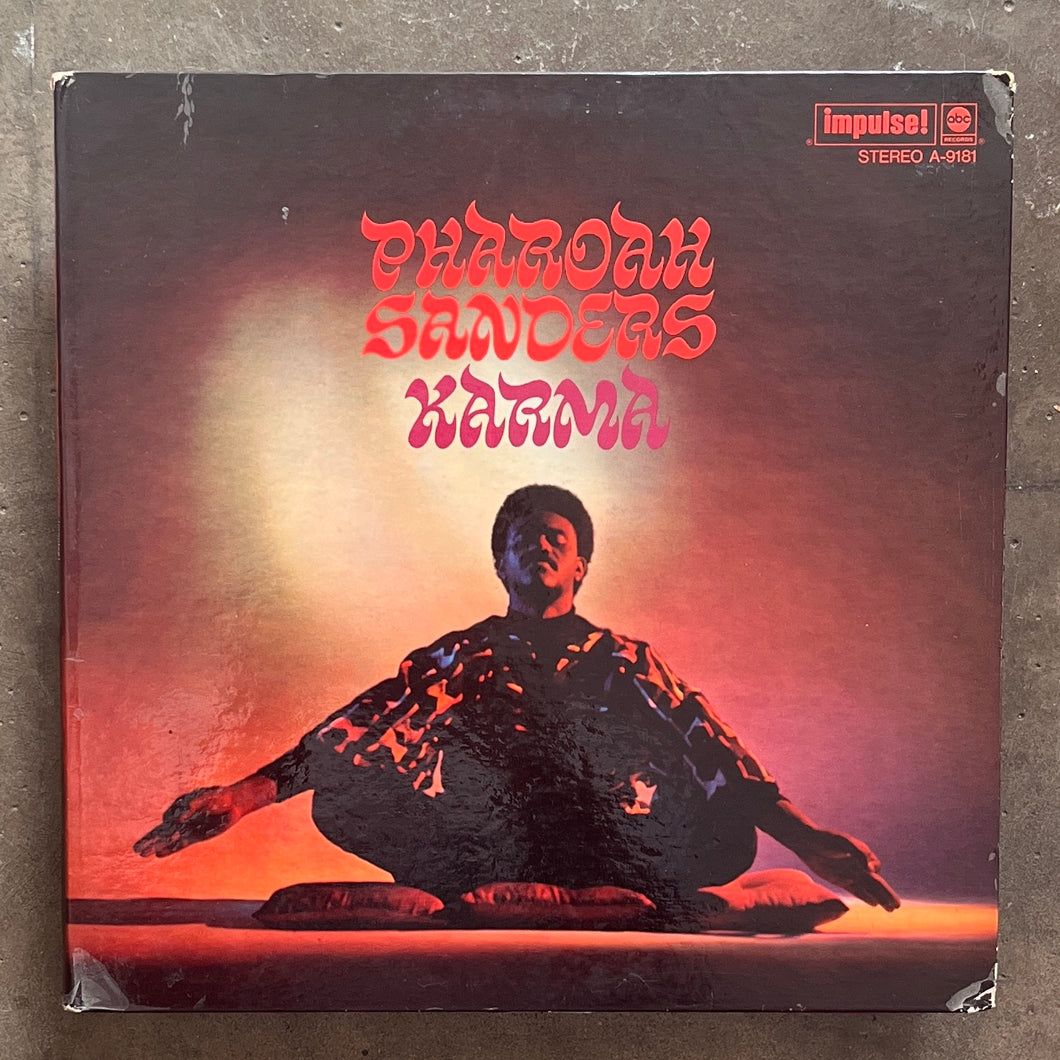 impulse!
abc
RECORDS
STEREO A-9181
PHAROAH
SANDERS
KARMA